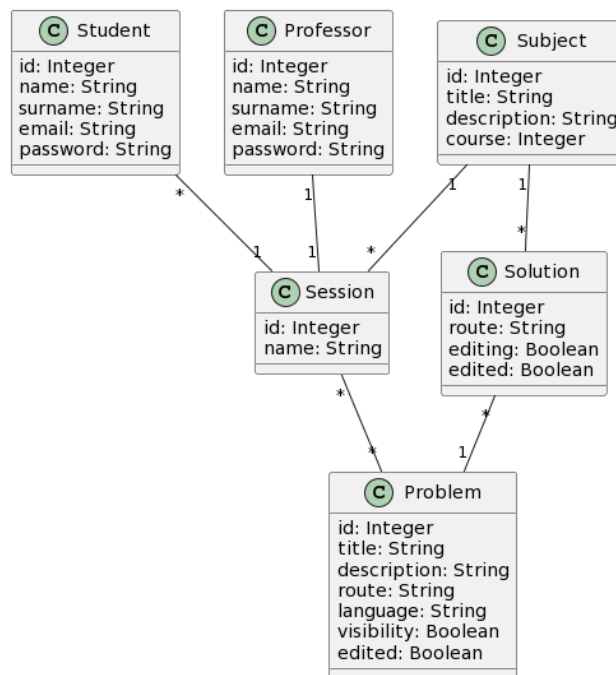 C Student
id: Integer
name: String
surname: String
email: String
password: String
C Professor
id: Integer
name: String
surname: String
email: String
password: String
C Subject
id: Integer
title: String
description: String
course: Integer
*
1
1
1
1
*
1
*
C Session
id: Integer
name: String
C Solution
id: Integer
route: String
editing: Boolean
edited: Boolean
*
*
*
1
C Problem
id: Integer
title: String
description: String
route: String
language: String
visibility: Boolean
edited: Boolean